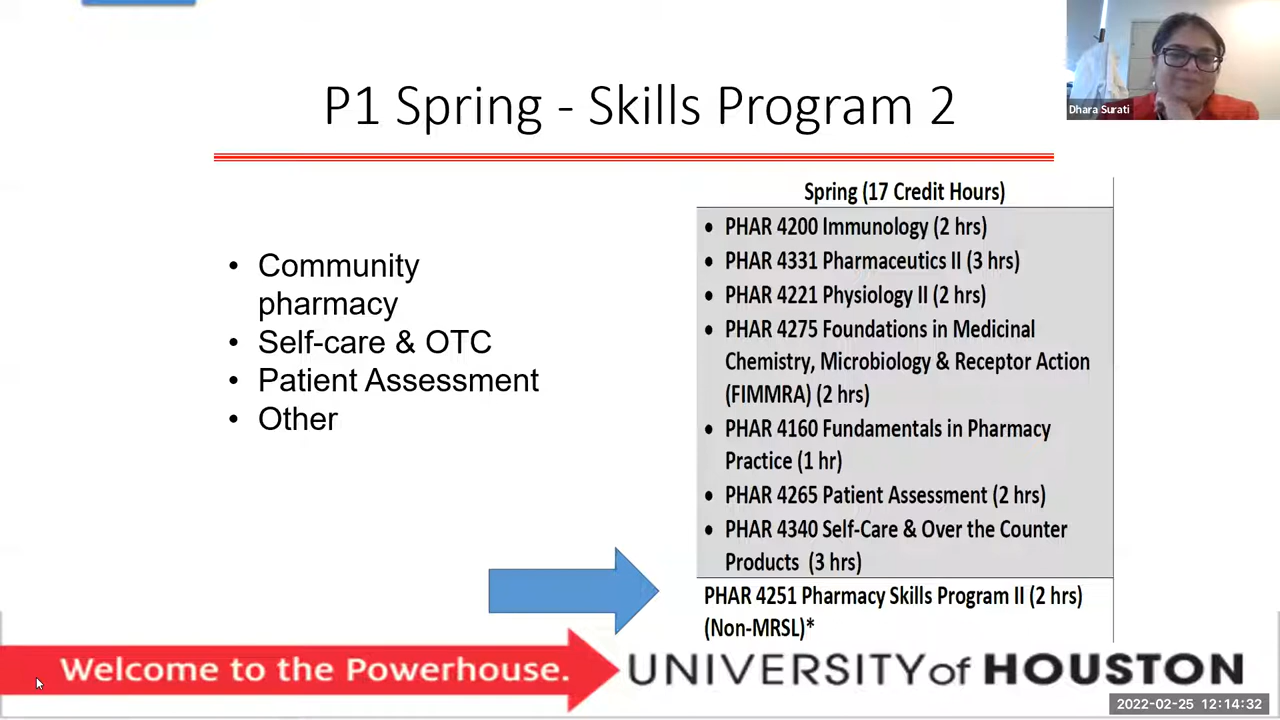 P1 Spring - Skills Program 2
Dhara Surati
• Community
pharmacy
• Self-care & OTC
• Patient Assessment
• Other
Spring (17 Credit Hours)
• PHAR 4200 Immunology (2 hrs)
• PHAR 4331 Pharmaceutics II (3 hrs)
• PHAR 4221 Physiology II (2 hrs)
• PHAR 4275 Foundations in Medicinal
Chemistry, Microbiology & Receptor Action
(FIMMRA) (2 hrs)
• PHAR 4160 Fundamentals in Pharmacy
Practice (1 hr)
• PHAR 4265 Patient Assessment (2 hrs)
• PHAR 4340 Self-Care & Over the Counter
Products (3 hrs)
PHAR 4251 Pharmacy Skills Program II (2 hrs)
(Non-MRSL)*
Welcome to the Powerhouse.
UNIVERSITY of HOUSTON
2022-02-25 12:14:32